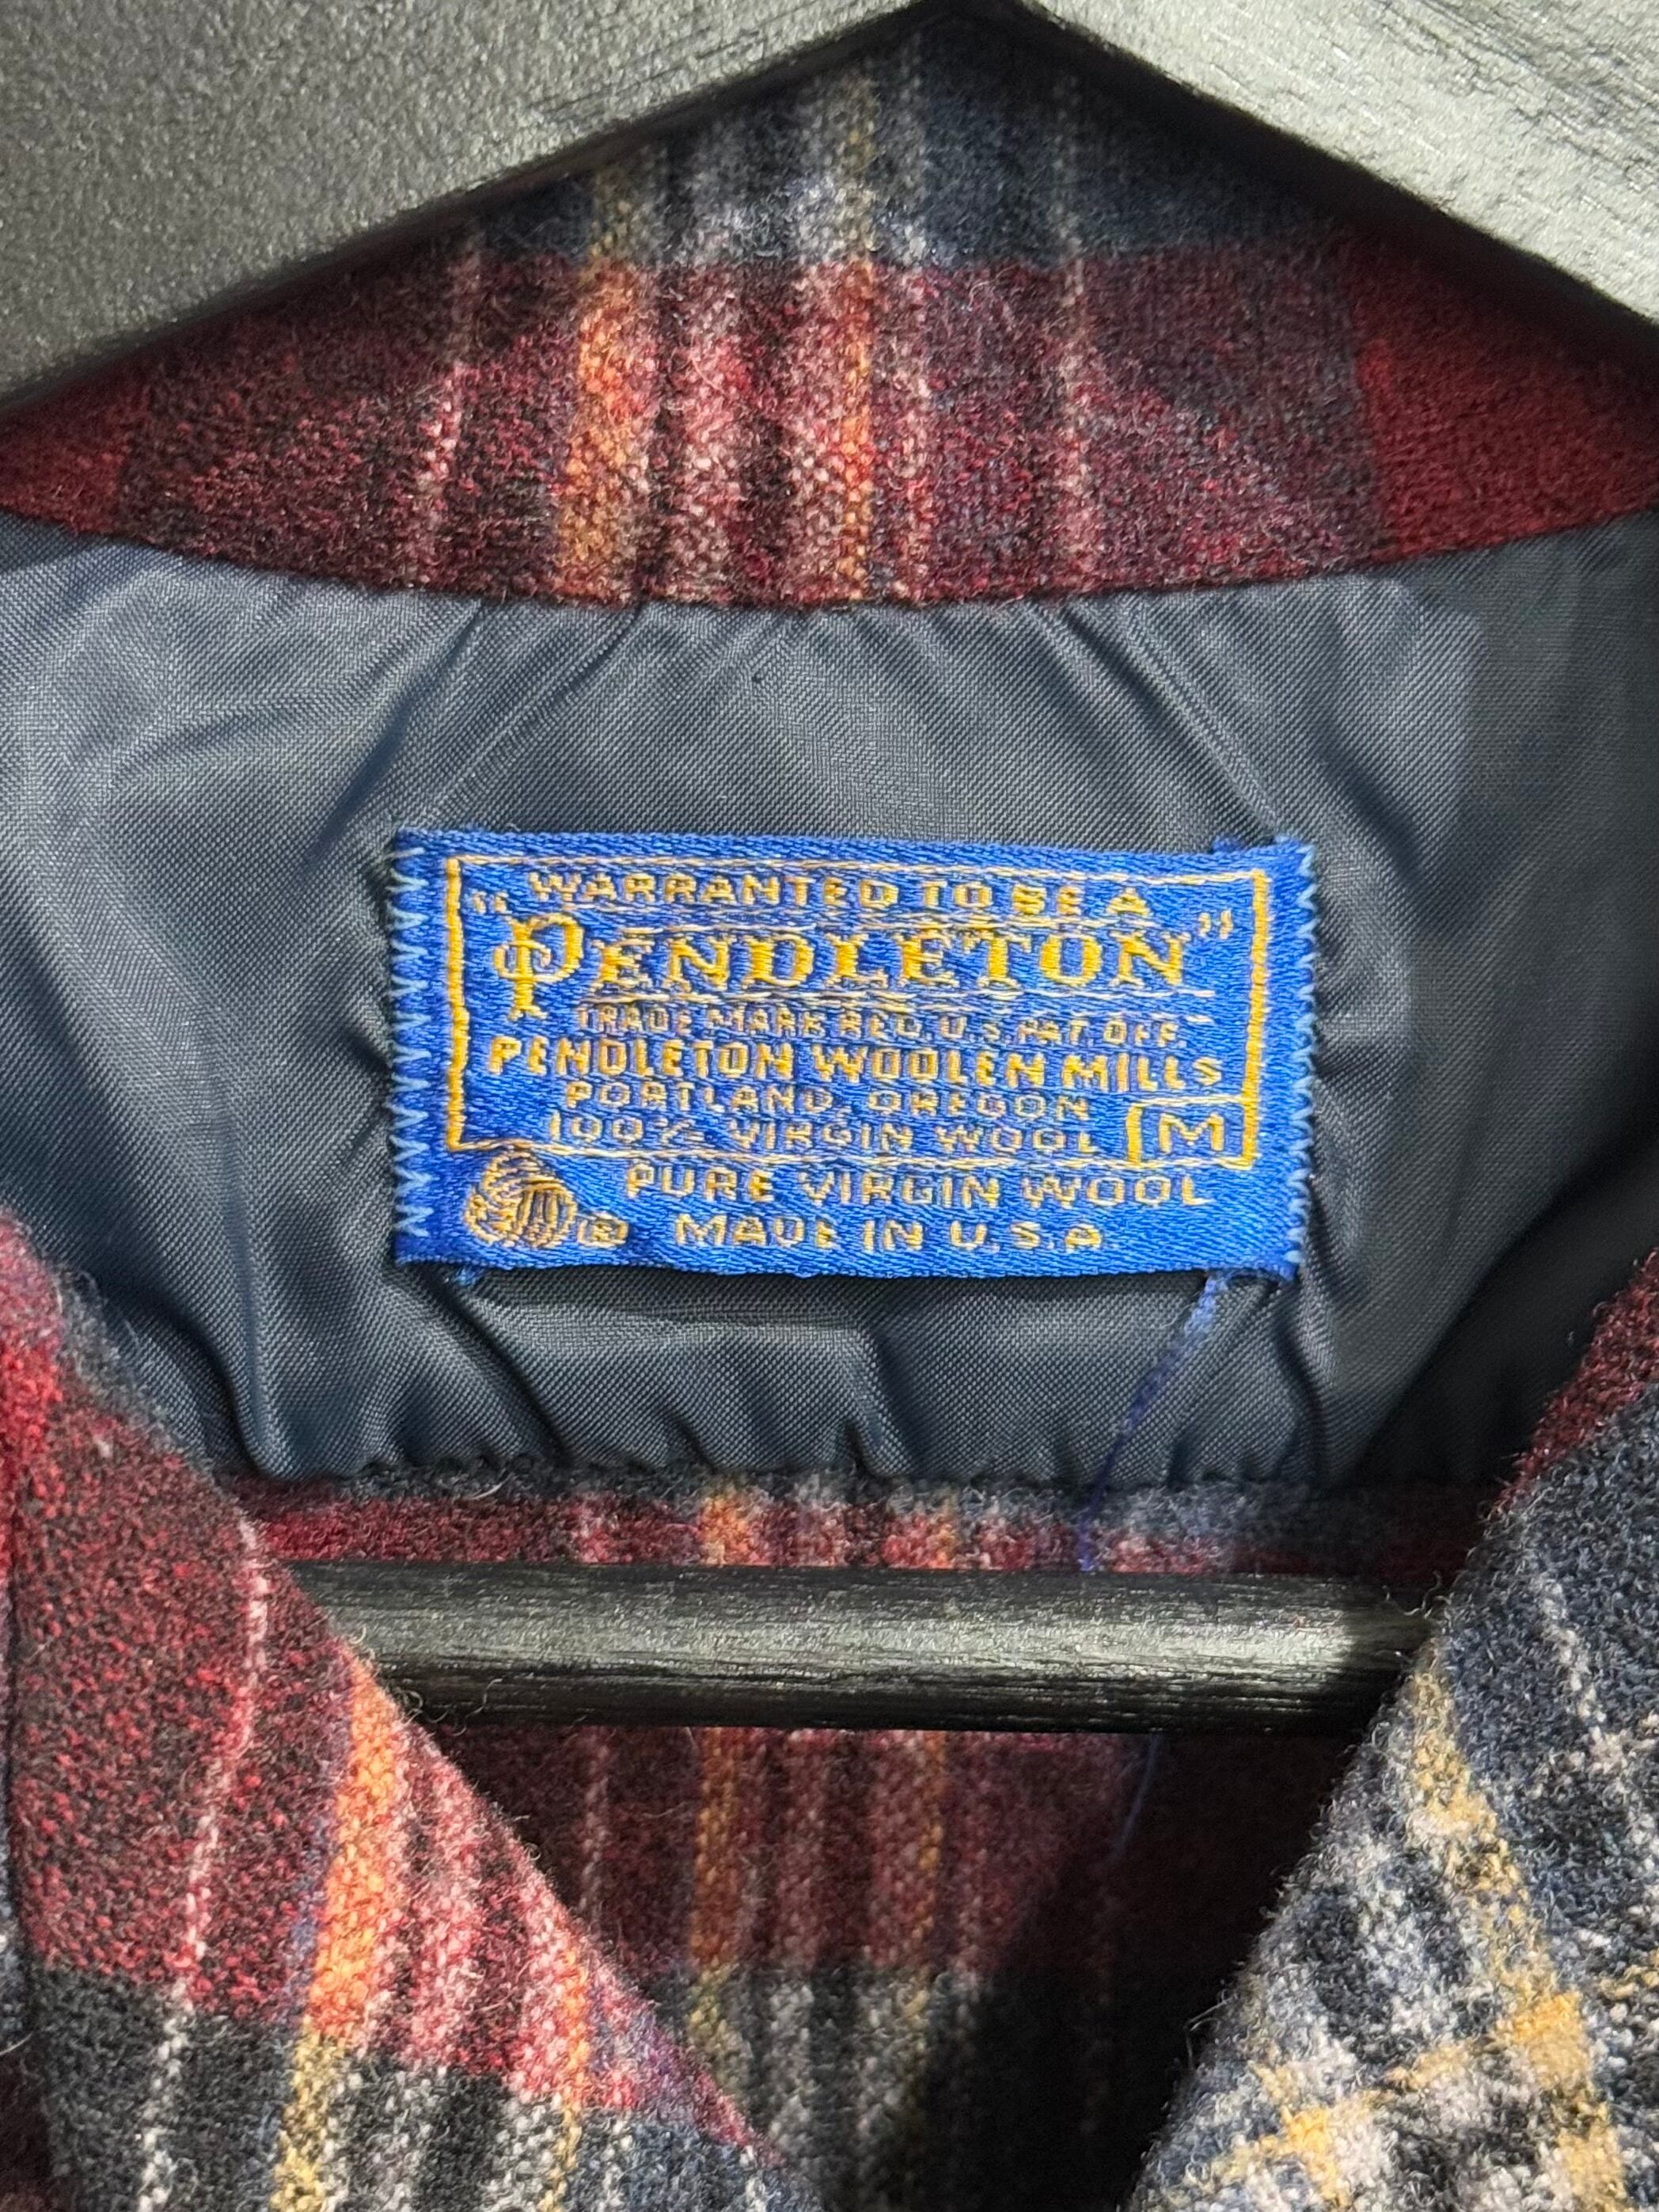 "WARRANTED TO BE A
PENDLETON"
TRADE MARK REG. U.S. PAT. OFF.
PENDLETON WOOLEN MILLS
PORTLAND, OREGON
100% VIRGIN WOOL M
PURE VIRGIN WOOL
® MADE IN U.S.A.